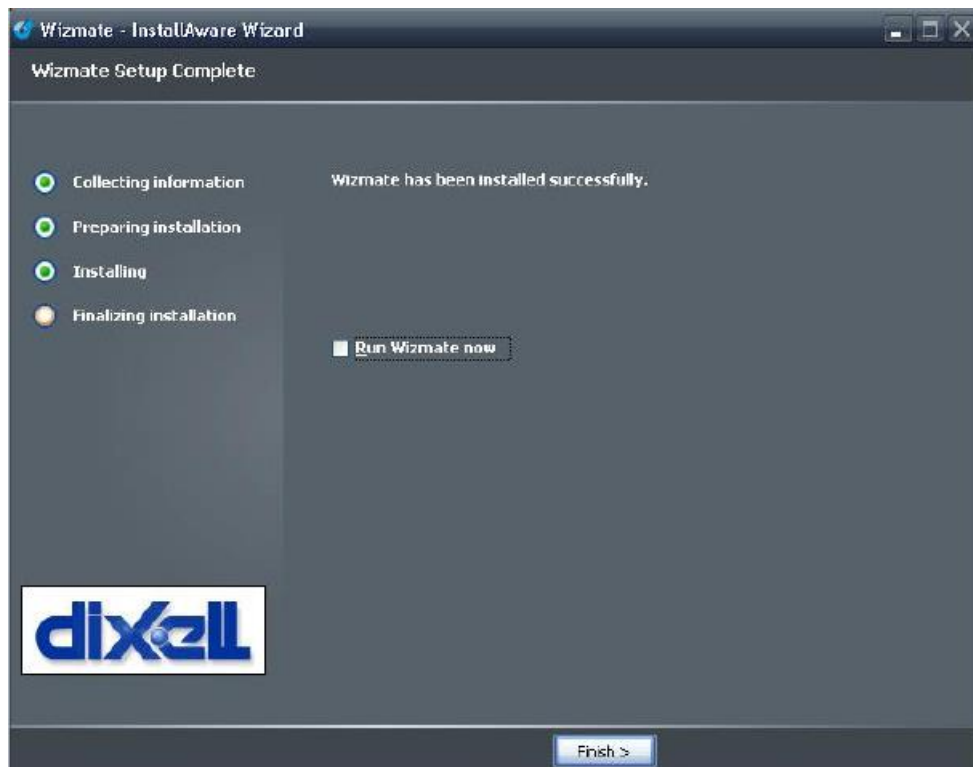 Wizmate - InstallAware Wizard
Wizmate Setup Complete
Collecting information
Wizmate has been installed successfully.
Preparing installation
Installing
Finalizing installation
Run Wizmate now
dixell
Finish >